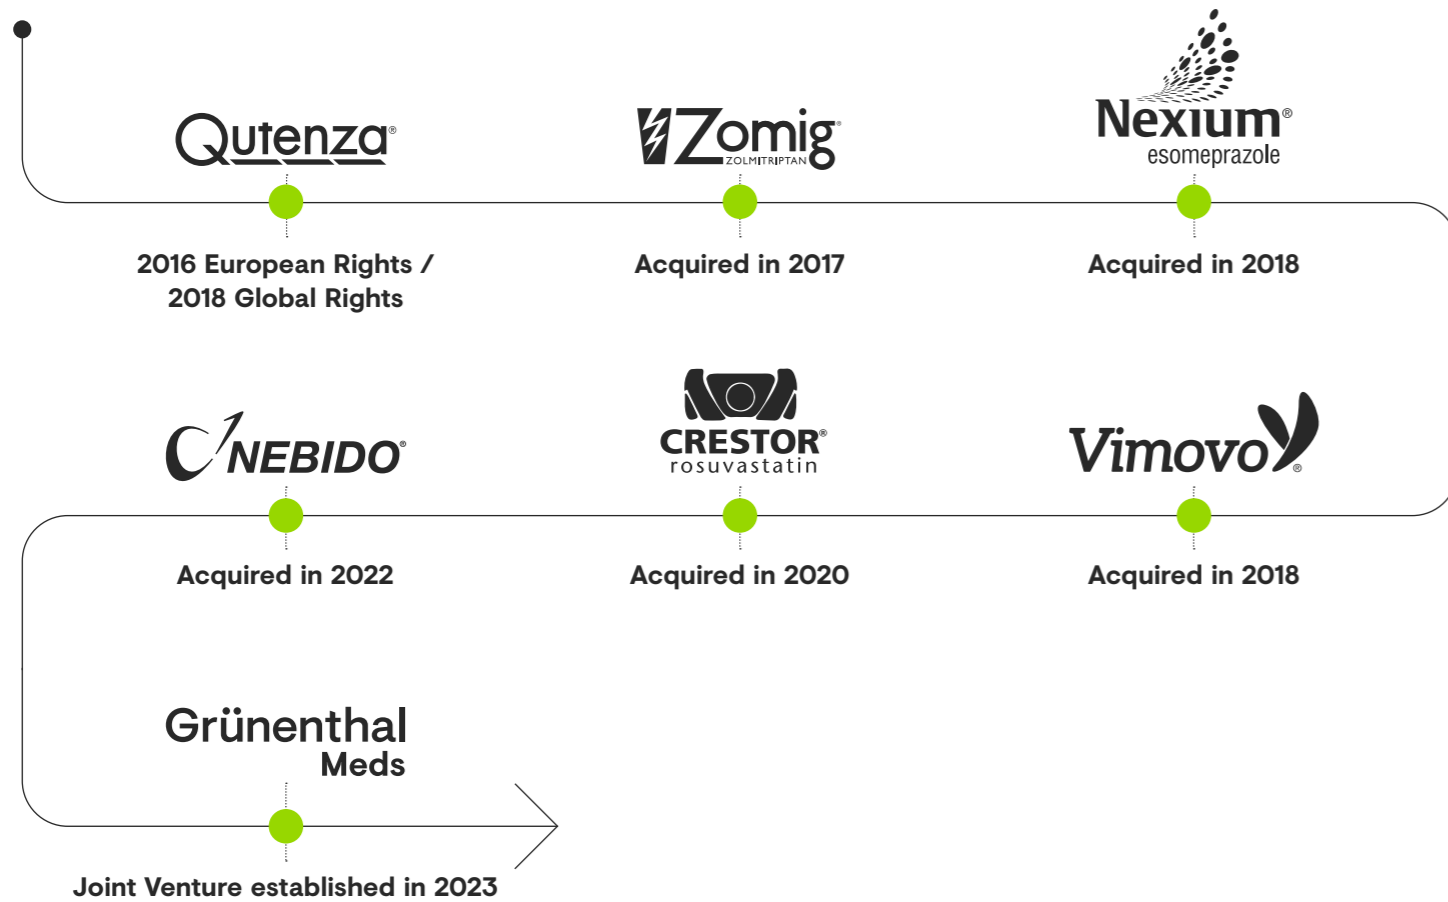 Qutenza®
Zomig®
ZOLMITRIPTAN
Nexium®
esomeprazole
2016 European Rights /
2018 Global Rights
Acquired in 2017
Acquired in 2018
NEBIDO®
CRESTOR®
rosuvastatin
Vimovo®
Acquired in 2022
Acquired in 2020
Acquired in 2018
Grünenthal
Meds
Joint Venture established in 2023